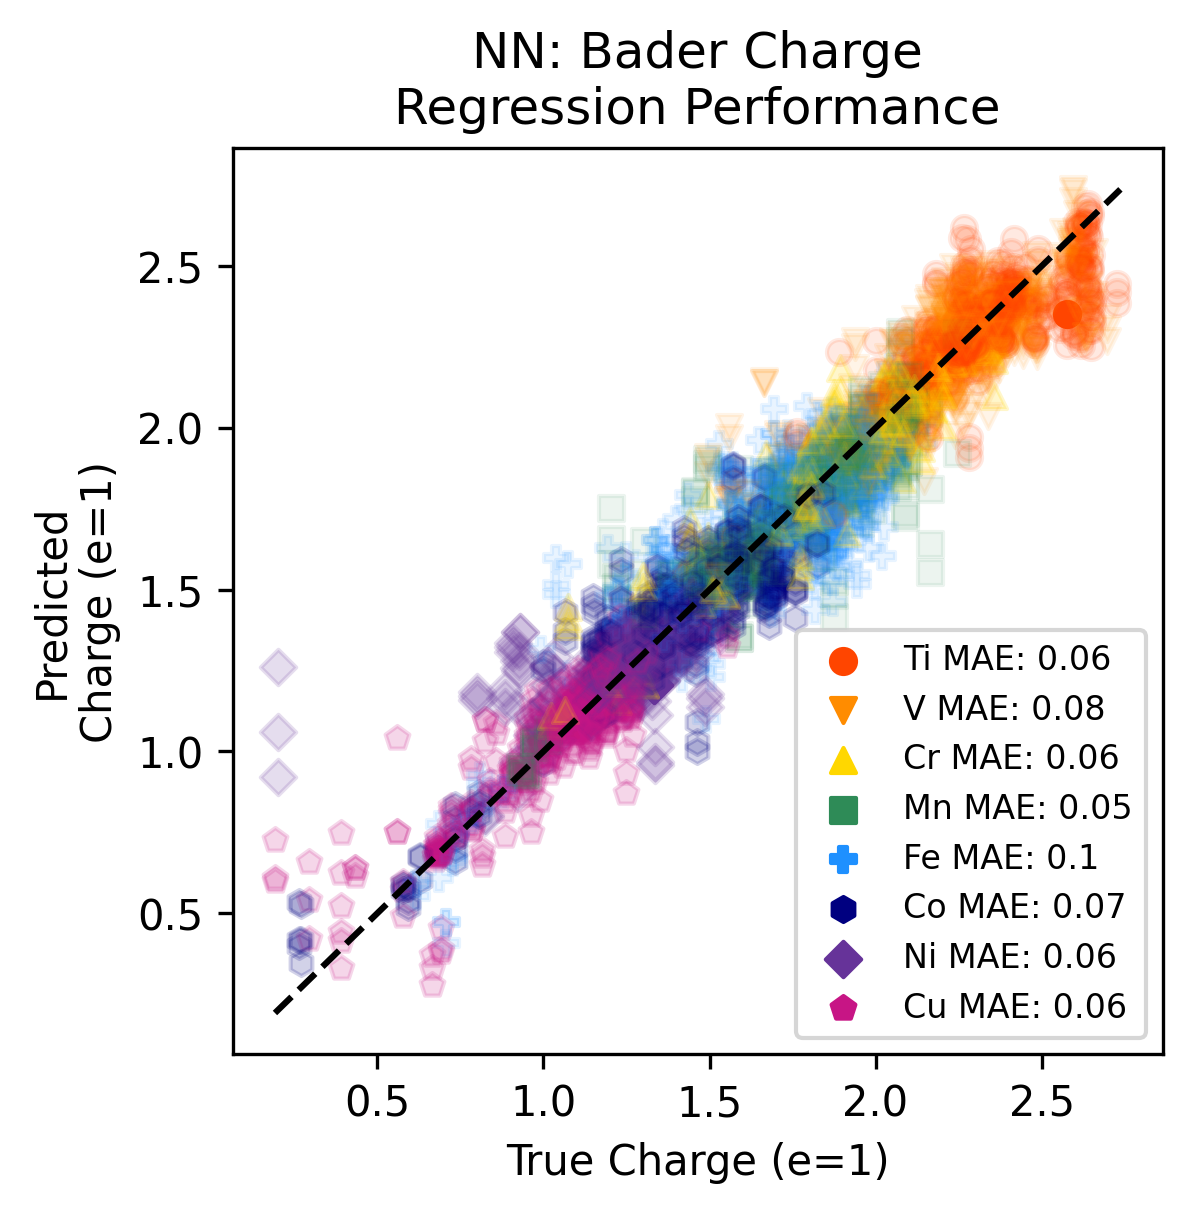 NN: Bader Charge
Regression Performance
Predicted
Charge (e=1)
2.5
2.0
1.5
1.0
0.5
Ti MAE: 0.06
V MAE: 0.08
Cr MAE: 0.06
Mn MAE: 0.05
Fe MAE: 0.1
Co MAE: 0.07
Ni MAE: 0.06
Cu MAE: 0.06
0.5 1.0 1.5 2.0 2.5
True Charge (e=1)